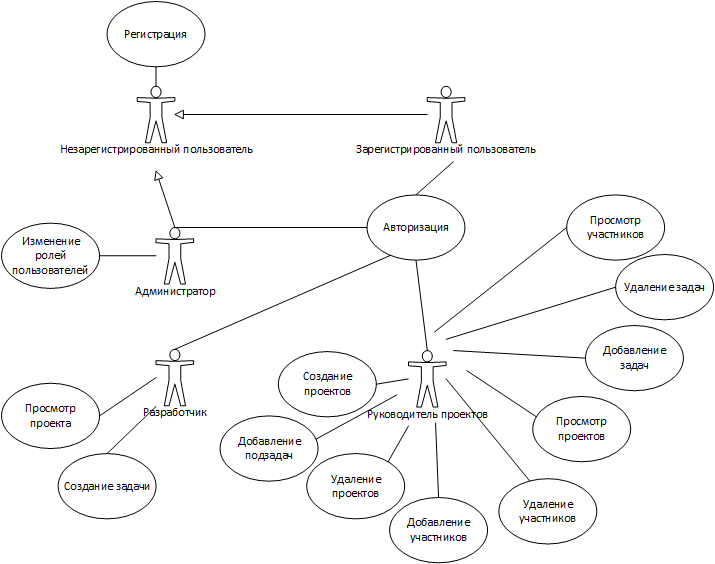 Регистрация
Незарегистрированный пользователь
Зарегистрированный пользователь
Авторизация
Просмотр
участников
Изменение
ролей
пользователей
Администратор
Удаление задач
Добавление
задач
Создание
проектов
Разработчик
Руководитель проектов
Просмотр
проекта
Просмотр
проектов
Добавление
подзадач
Создание задачи
Удаление
проектов
Добавление
участников
Удаление
участников